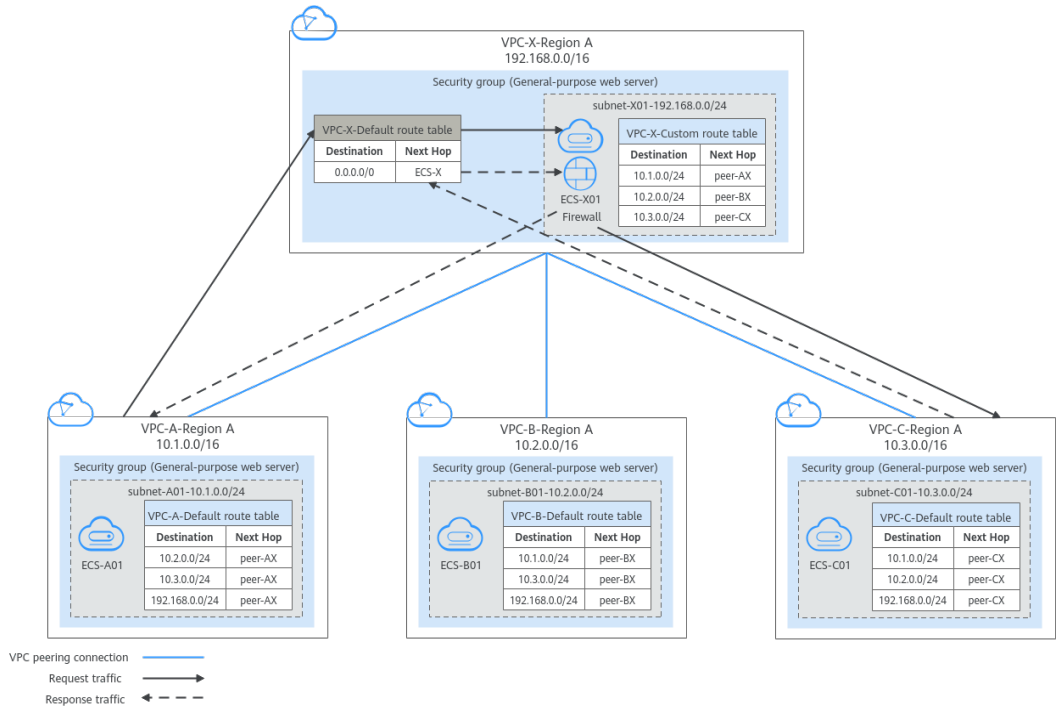 VPC-X-Region A
192.168.0.0/16
Security group (General-purpose web server)
subnet-X01-192.168.0.0/24
VPC-X-Default route table
Destination Next Hop
0.0.0.0/0 ECS-X
ECS-X01
Firewall
VPC-X-Custom route table
Destination Next Hop
10.1.0.0/24 peer-AX
10.2.0.0/24 peer-BX
10.3.0.0/24 peer-CX
VPC-A-Region A
10.1.0.0/16
Security group (General-purpose web server)
subnet-A01-10.1.0.0/24
ECS-A01
VPC-A-Default route table
Destination Next Hop
10.2.0.0/24 peer-AX
10.3.0.0/24 peer-AX
192.168.0.0/24 peer-AX
VPC-B-Region A
10.2.0.0/16
Security group (General-purpose web server)
subnet-B01-10.2.0.0/24
ECS-B01
VPC-B-Default route table
Destination Next Hop
10.1.0.0/24 peer-BX
10.3.0.0/24 peer-BX
192.168.0.0/24 peer-BX
VPC-C-Region A
10.3.0.0/16
Security group (General-purpose web server)
subnet-C01-10.3.0.0/24
ECS-C01
VPC-C-Default route table
Destination Next Hop
10.1.0.0/24 peer-CX
10.2.0.0/24 peer-CX
192.168.0.0/24 peer-CX
VPC peering connection
Request traffic
Response traffic